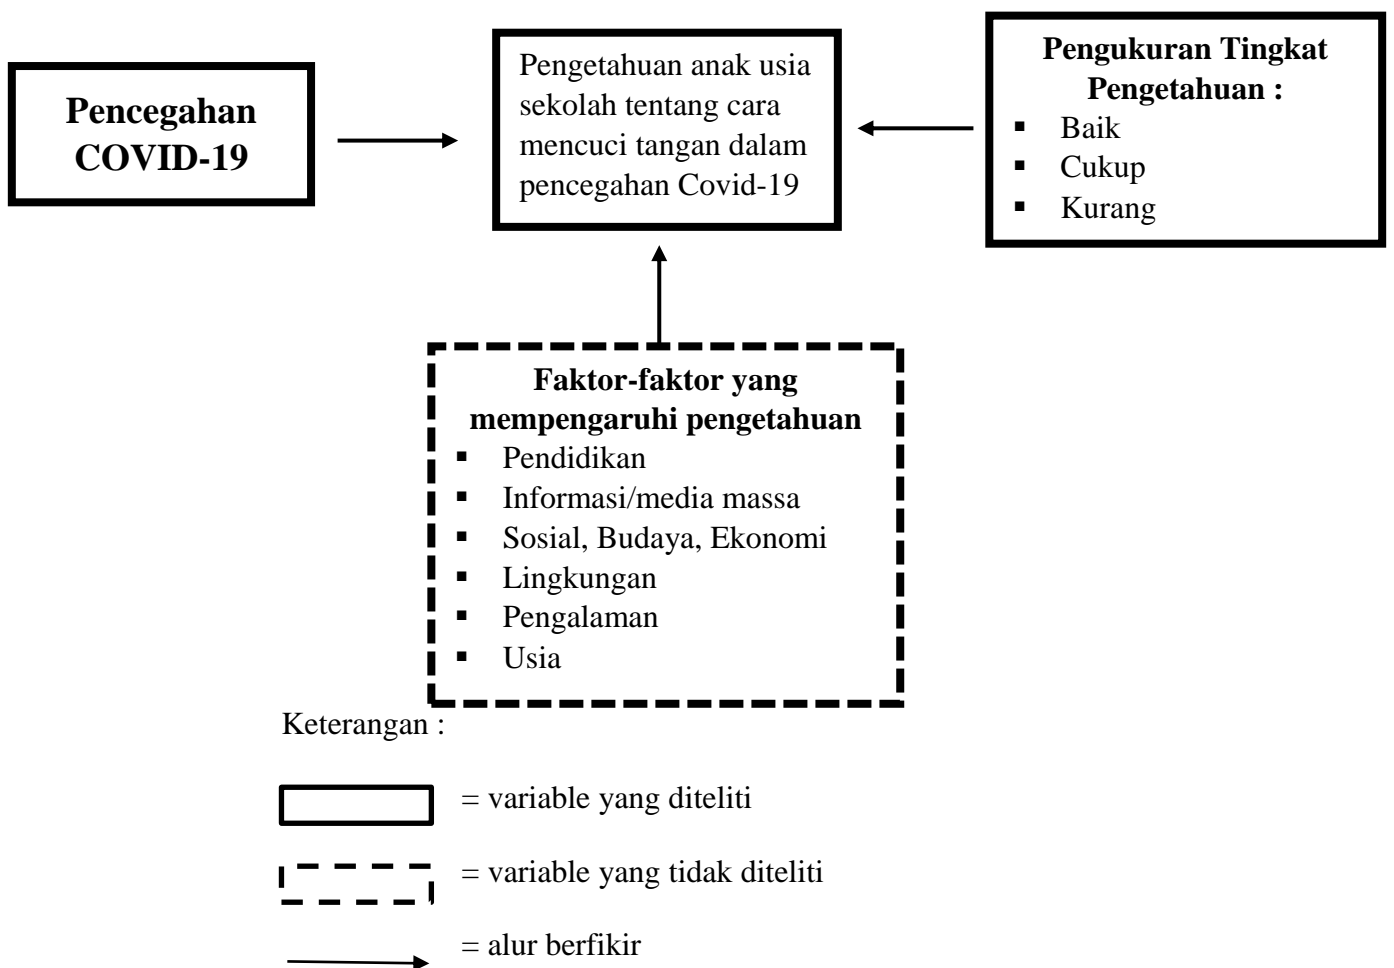 Pencegahan
COVID-19
Pengetahuan anak usia
sekolah tentang cara
mencuci tangan dalam
pencegahan Covid-19
Pengukuran Tingkat
Pengetahuan :
▪ Baik
▪ Cukup
▪ Kurang
Faktor-faktor yang
mempengaruhi pengetahuan
▪ Pendidikan
▪ Informasi/media massa
▪ Sosial, Budaya, Ekonomi
▪ Lingkungan
▪ Pengalaman
▪ Usia
Keterangan :
= variable yang diteliti
= variable yang tidak diteliti
= alur berfikir